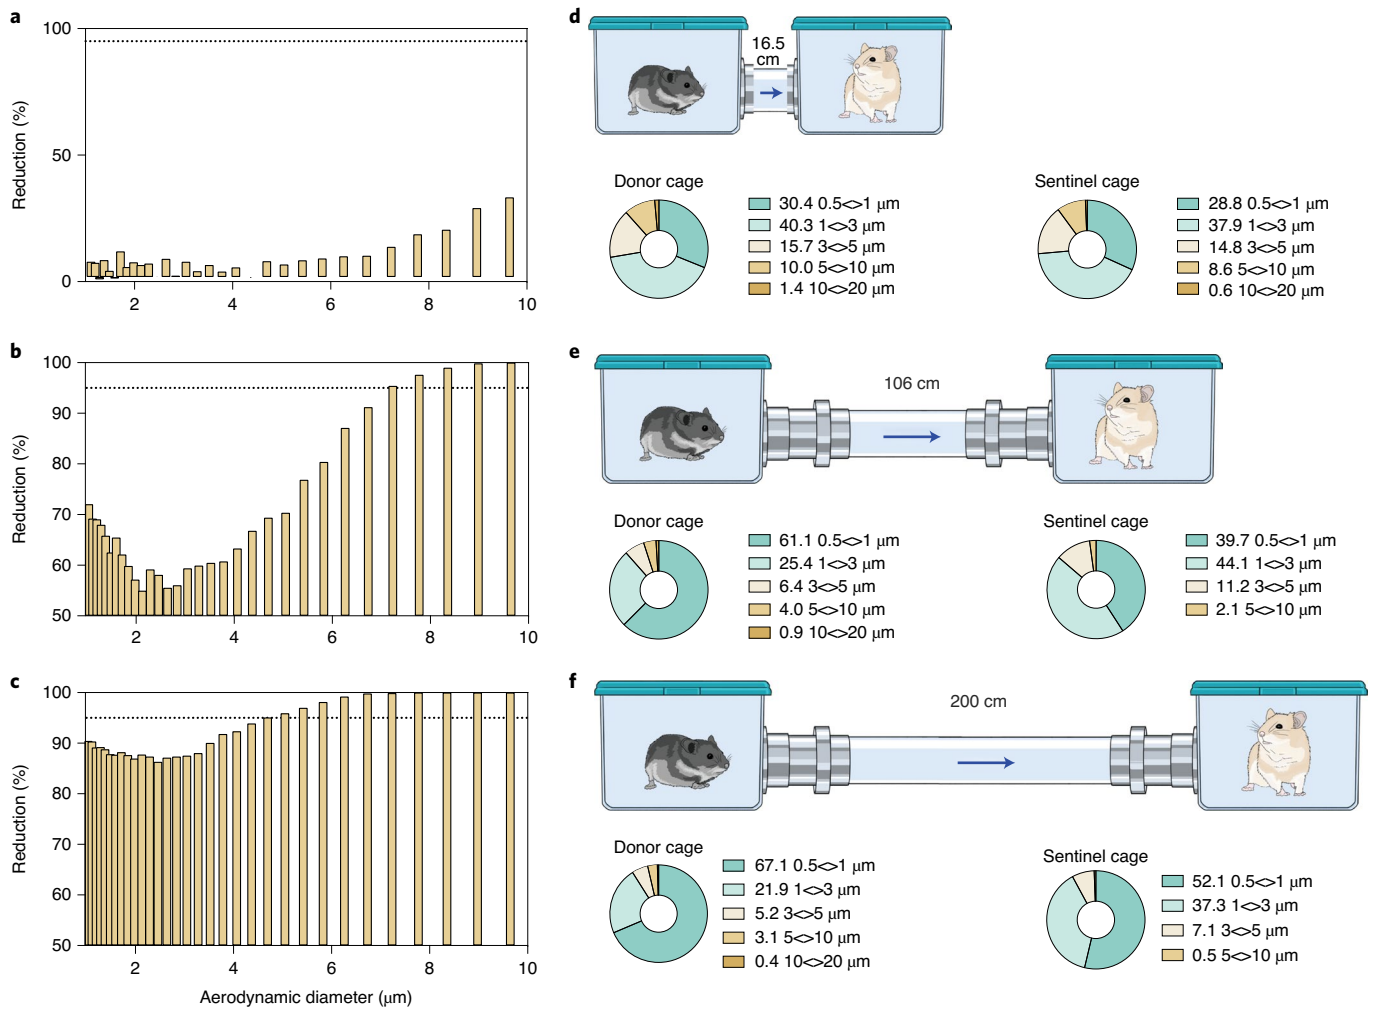 a
100
50
0
Reduction (%)
2 4 6 8 10
b
100
90
80
70
60
50
Reduction (%)
2 4 6 8 10
c
100
90
80
70
60
50
Reduction (%)
2 4 6 8 10
Aerodynamic diameter (μm)
d
16.5
cm
Donor cage
30.4 0.5<>1 μm
40.3 1<>3 μm
15.7 3<>5 μm
10.0 5<>10 μm
1.4 10<>20 μm
Sentinel cage
28.8 0.5<>1 μm
37.9 1<>3 μm
14.8 3<>5 μm
8.6 5<>10 μm
0.6 10<>20 μm
e
106 cm
Donor cage
61.1 0.5<>1 μm
25.4 1<>3 μm
6.4 3<>5 μm
4.0 5<>10 μm
0.9 10<>20 μm
Sentinel cage
39.7 0.5<>1 μm
44.1 1<>3 μm
11.2 3<>5 μm
2.1 5<>10 μm
f
200 cm
Donor cage
67.1 0.5<>1 μm
21.9 1<>3 μm
5.2 3<>5 μm
3.1 5<>10 μm
0.4 10<>20 μm
Sentinel cage
52.1 0.5<>1 μm
37.3 1<>3 μm
7.1 3<>5 μm
0.5 5<>10 μm